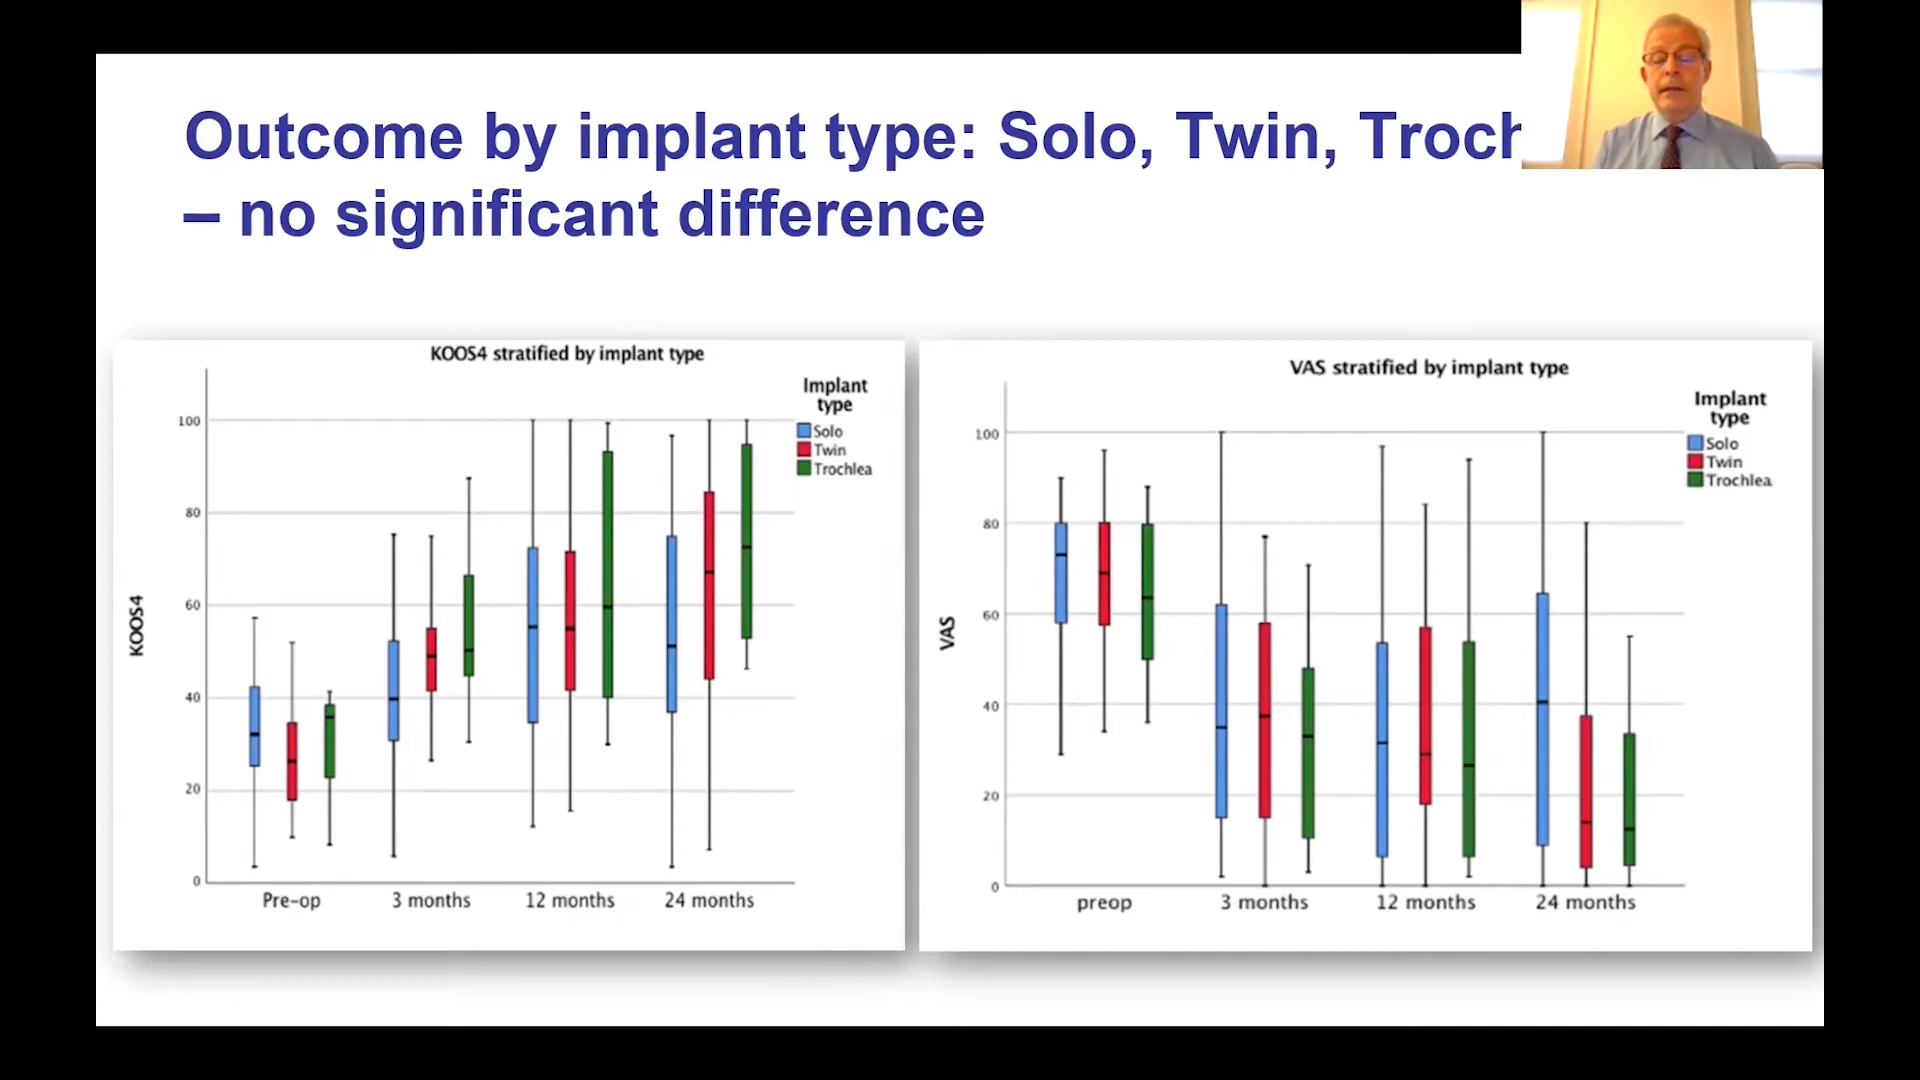 Outcome by implant type: Solo, Twin, Troch
– no significant difference
KOOS4 stratified by implant type
Implant
type
Solo
Twin
Trochlea
KOOS4
100
80
60
40
20
0
Pre-op 3 months 12 months 24 months
VAS stratified by implant type
Implant
type
Solo
Twin
Trochlea
VAS
100
80
60
40
20
0
preop 3 months 12 months 24 months